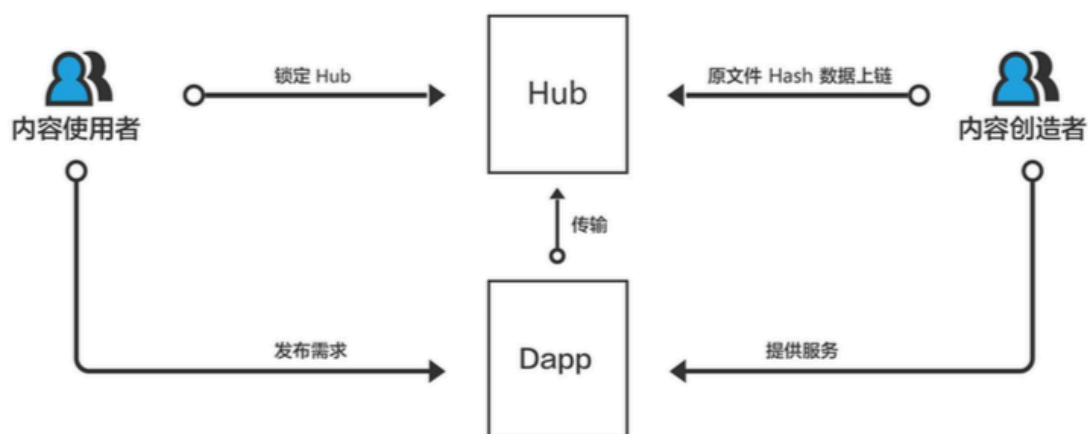 锁定 Hub
Hub
原文件 Hash 数据上链
内容使用者
内容创造者
传输
发布需求
Dapp
提供服务